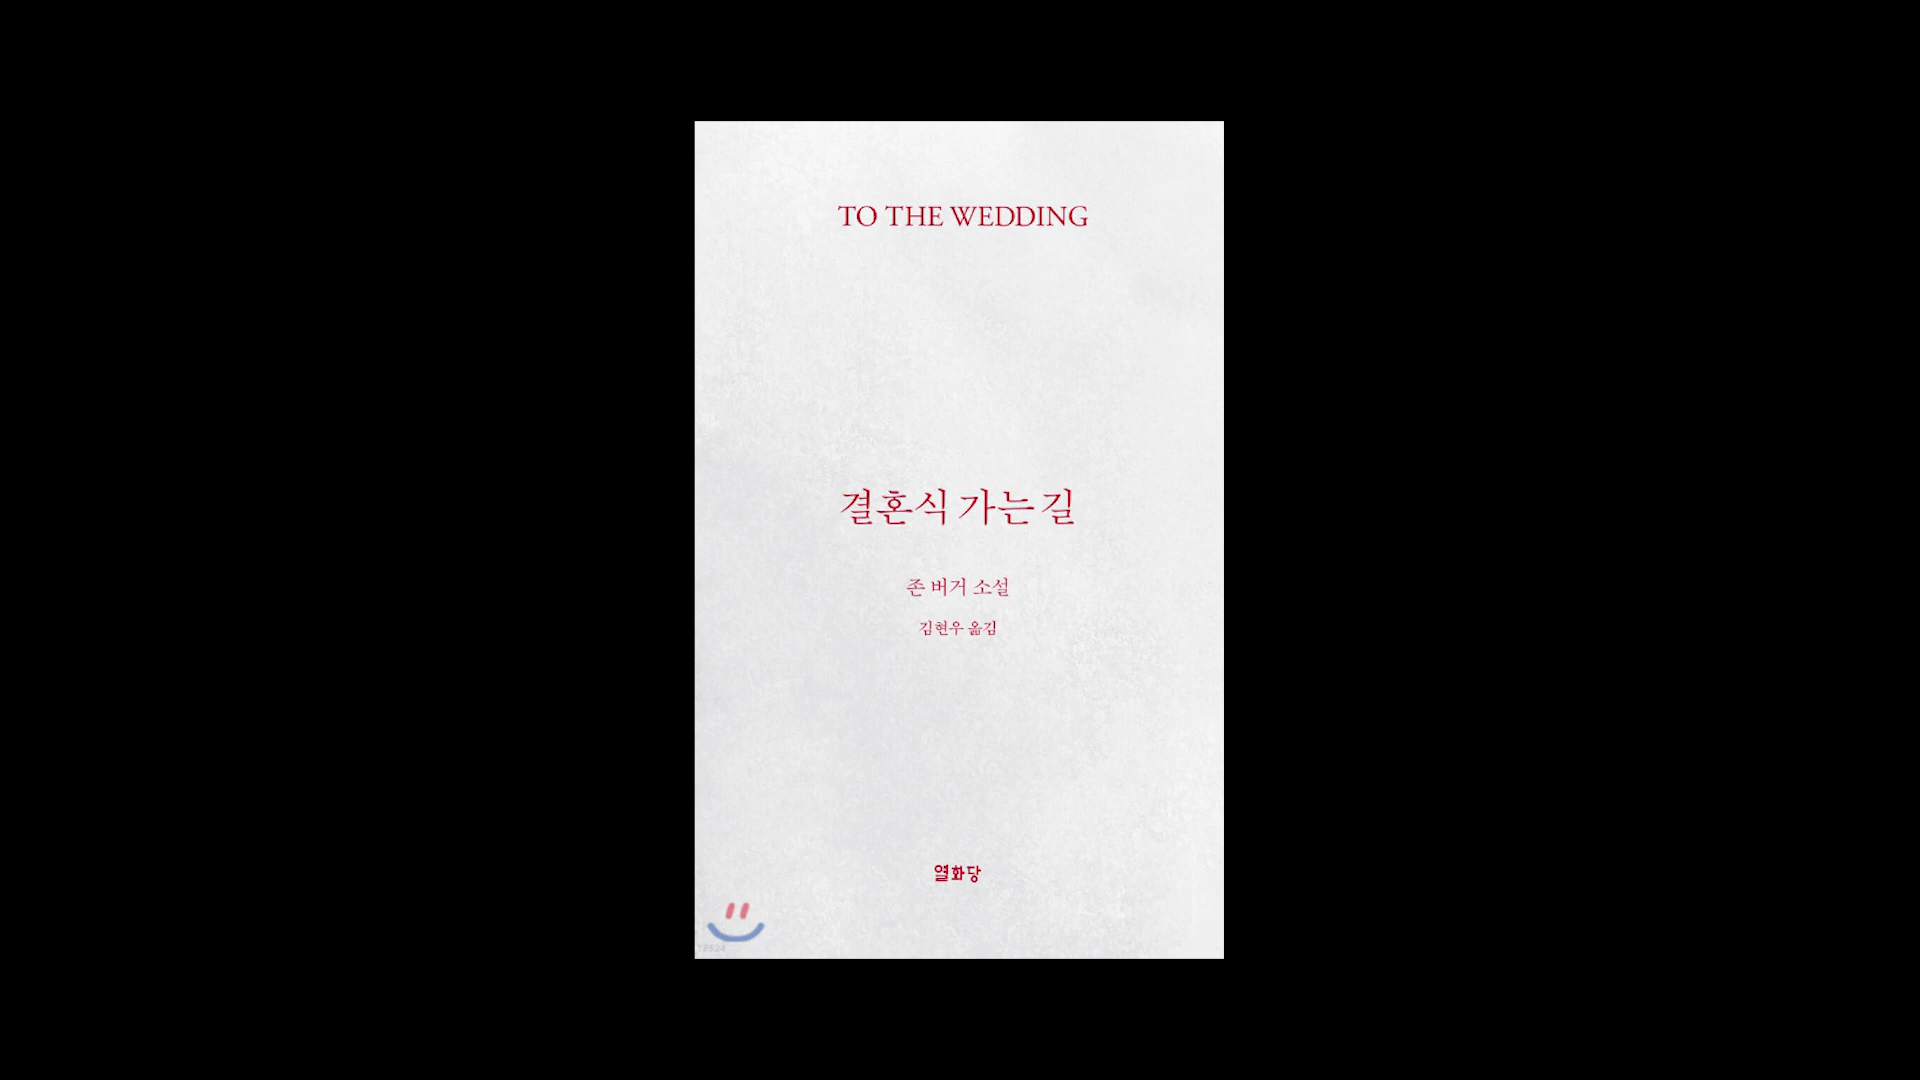 TO THE WEDDING
결혼식 가는 길
존 버거 소설
김현우 옮김
열화당
YES24